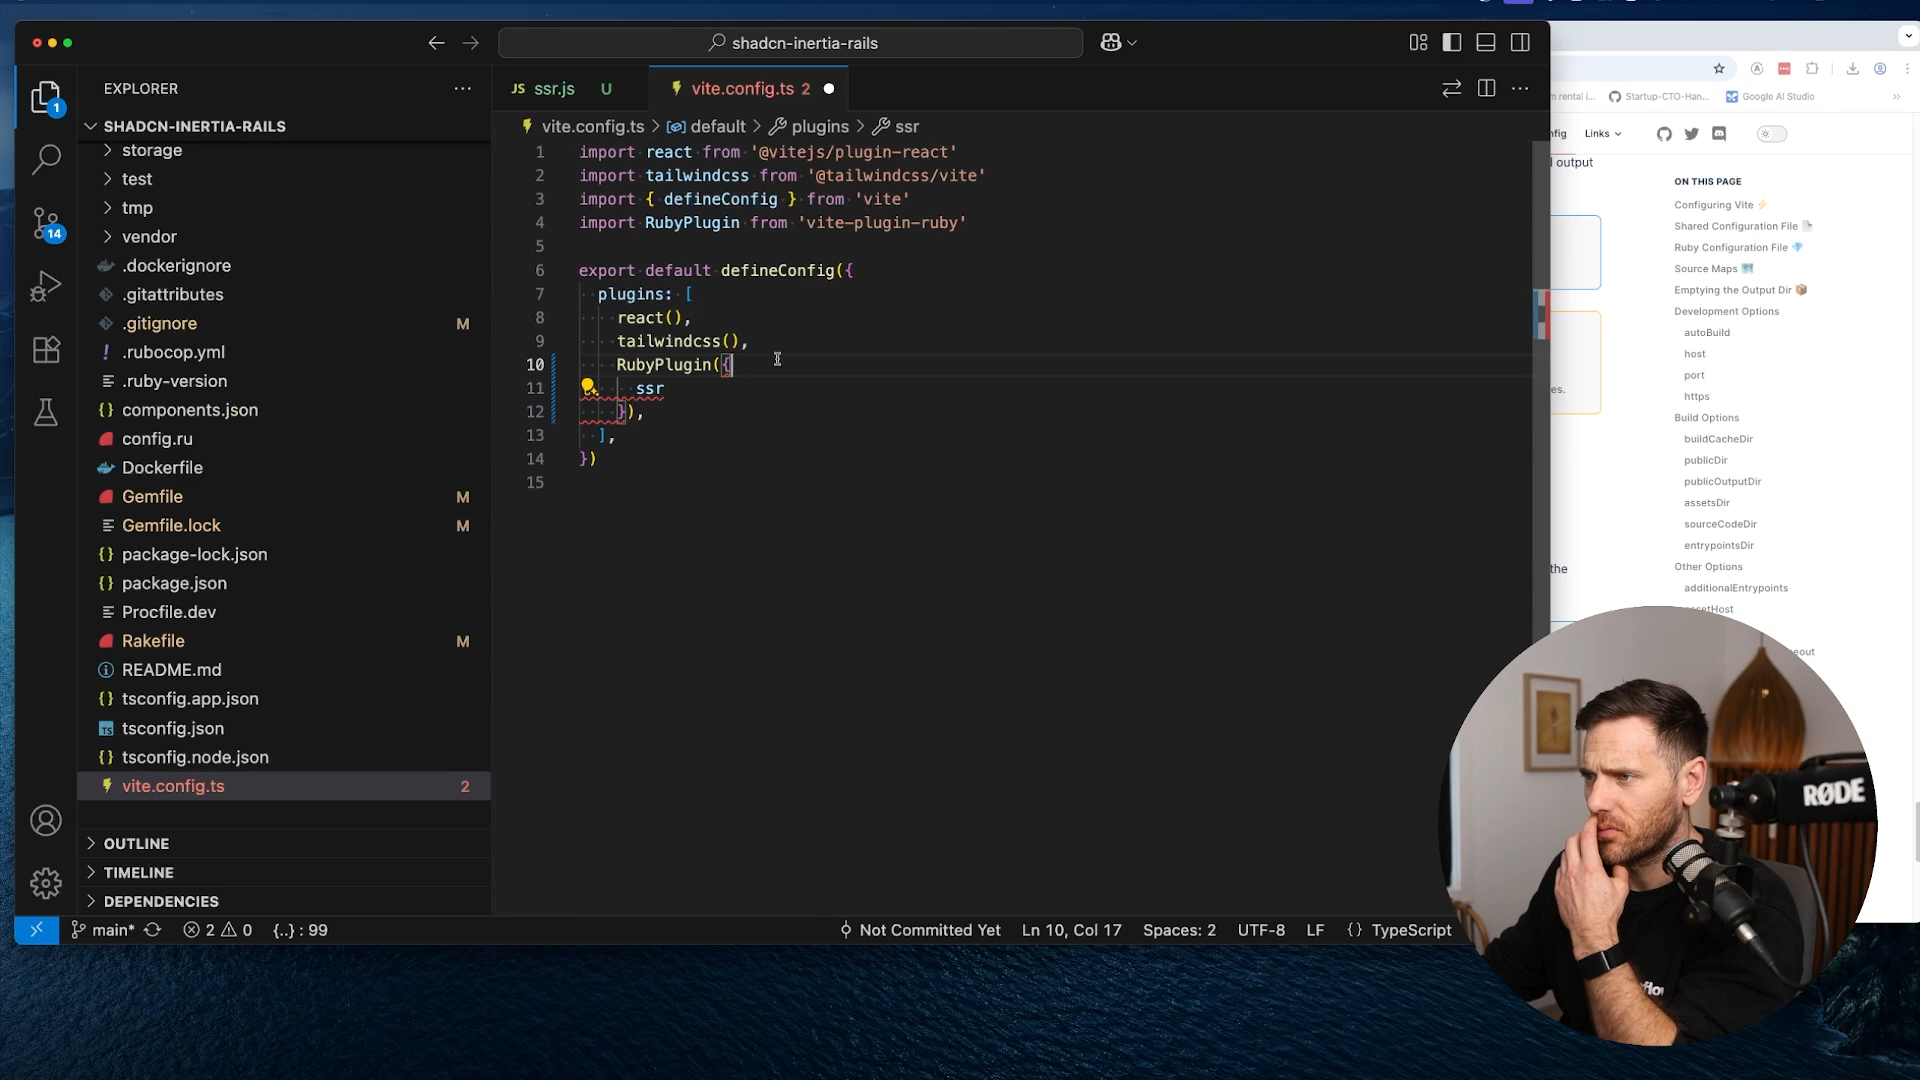 shadcn-inertia-rails
EXPLORER
SHADCN-INERTIA-RAILS
storage
test
tmp
vendor
.dockerignore
.gitattributes
.gitignore M
.rubocop.yml
.ruby-version
components.json
config.ru
Dockerfile
Gemfile M
Gemfile.lock M
package-lock.json
package.json
Procfile.dev
Rakefile M
README.md
tsconfig.app.json
tsconfig.json
tsconfig.node.json
vite.config.ts 2
OUTLINE
TIMELINE
DEPENDENCIES
1
14
JS ssr.js U
vite.config.ts 2
vite.config.ts > default > plugins > ssr
1 import react from '@vitejs/plugin-react'
2 import tailwindcss from '@tailwindcss/vite'
3 import { defineConfig } from 'vite'
4 import RubyPlugin from 'vite-plugin-ruby'
5
6 export default defineConfig({
7 plugins: [
8 react(),
9 tailwindcss(),
10 RubyPlugin({
11 ssr
12 }),
13 ],
14 })
15
main* 2 0 {..} : 99
Not Committed Yet Ln 10, Col 17 Spaces: 2 UTF-8 LF {} TypeScript
Startup-CTO-Han... Google AI Studio
Links
output
the
ON THIS PAGE
Configuring Vite ⚡
Shared Configuration File
Ruby Configuration File 💎
Source Maps 🗺
Emptying the Output Dir 📦
Development Options
autoBuild
host
port
https
Build Options
buildCacheDir
publicDir
publicOutputDir
assetsDir
sourceCodeDir
entrypointsDir
Other Options
additionalEntrypoints
RØDE